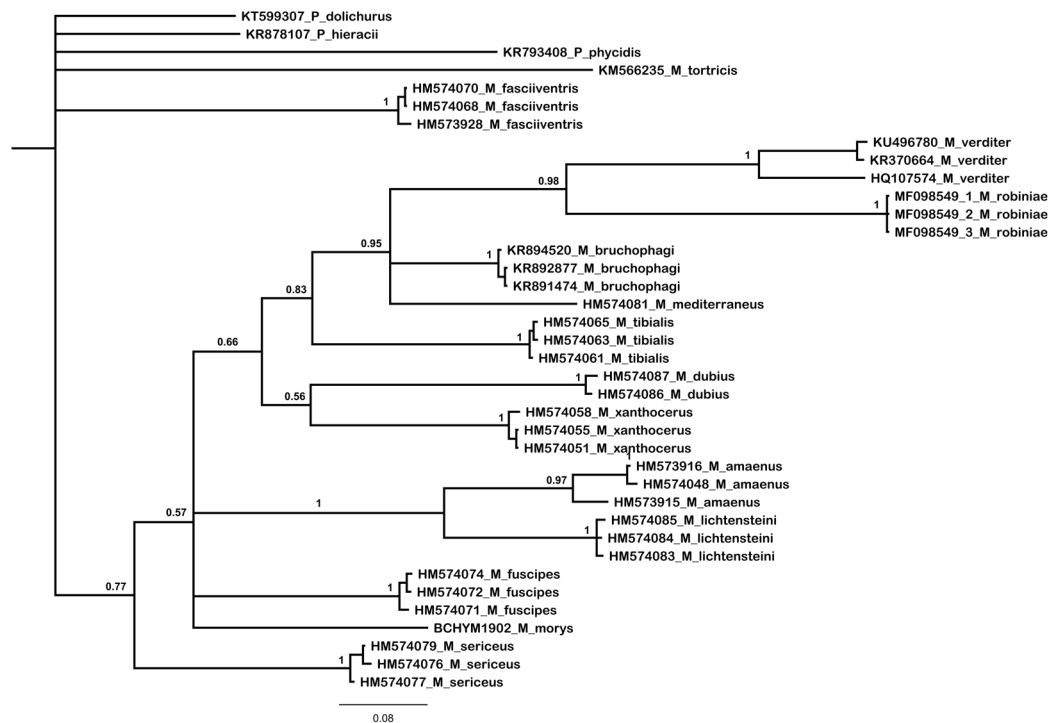 KT599307_P_dolichurus
KR878107_P_hieracii
KR793408_P_phycidis
KM566235_M_tortricis
HM574070_M_fasciiventris
1
HM574068_M_fasciiventris
HM573928_M_fasciiventris
KU496780_M_verditer
1
KR370664_M_verditer
HQ107574_M_verditer
0.98
MF098549_1_M_robiniae
1
MF098549_2_M_robiniae
MF098549_3_M_robiniae
0.95
KR894520_M_bruchophagi
1
KR892877_M_bruchophagi
KR891474_M_bruchophagi
0.83
HM574081_M_mediterraneus
HM574065_M_tibialis
1
HM574063_M_tibialis
HM574061_M_tibialis
0.66
HM574087_M_dubius
1
HM574086_M_dubius
0.56
HM574058_M_xanthocerus
1
HM574055_M_xanthocerus
HM574051_M_xanthocerus
1
HM573916_M_amaenus
0.97
HM574048_M_amaenus
HM573915_M_amaenus
1
0.57
HM574085_M_lichtensteini
1
HM574084_M_lichtensteini
HM574083_M_lichtensteini
HM574074_M_fuscipes
1
HM574072_M_fuscipes
0.77
HM574071_M_fuscipes
BCHYM1902_M_morys
HM574079_M_sericeus
1
HM574076_M_sericeus
HM574077_M_sericeus
0.08